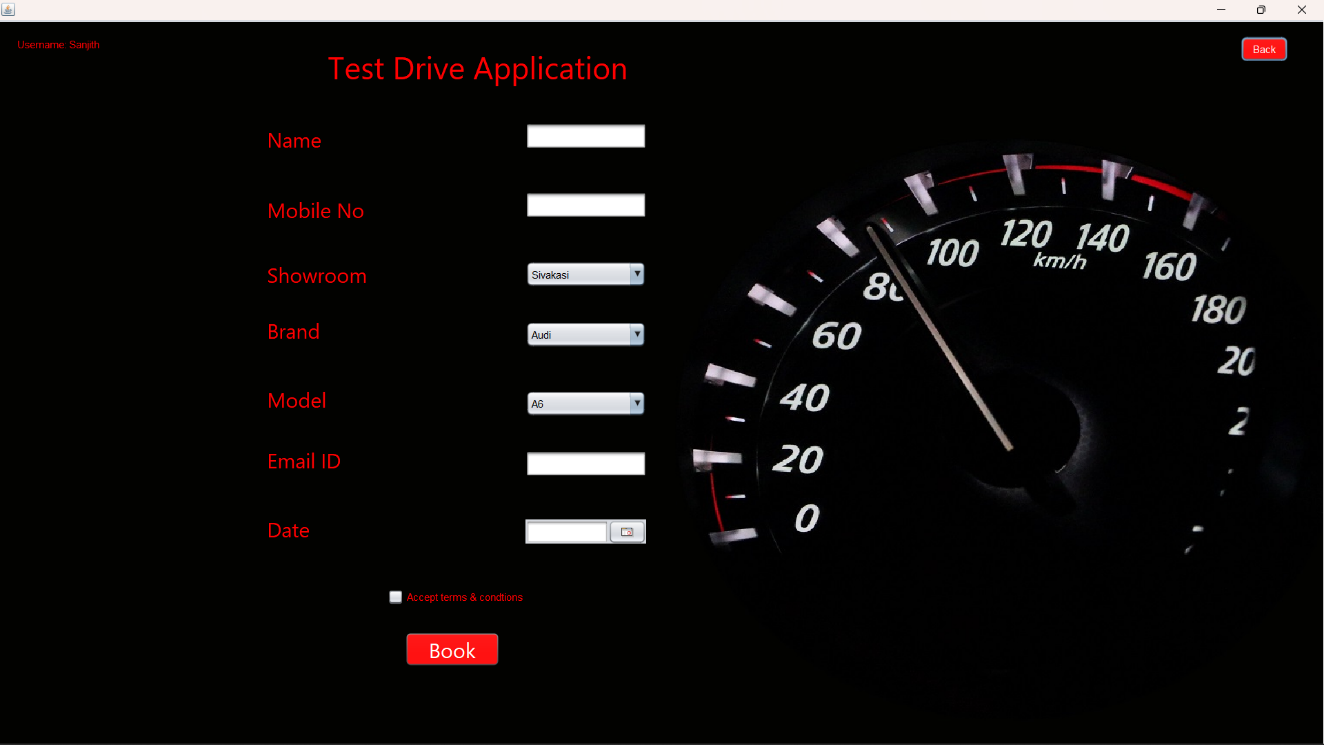 Username: Sanjith
Back
Test Drive Application
Name
Mobile No
Showroom
Sivakasi
Brand
Audi
Model
A6
Email ID
Date
Accept terms & condtions
Book
0
20
40
60
80
100
120
140
km/h
160
180
20
2